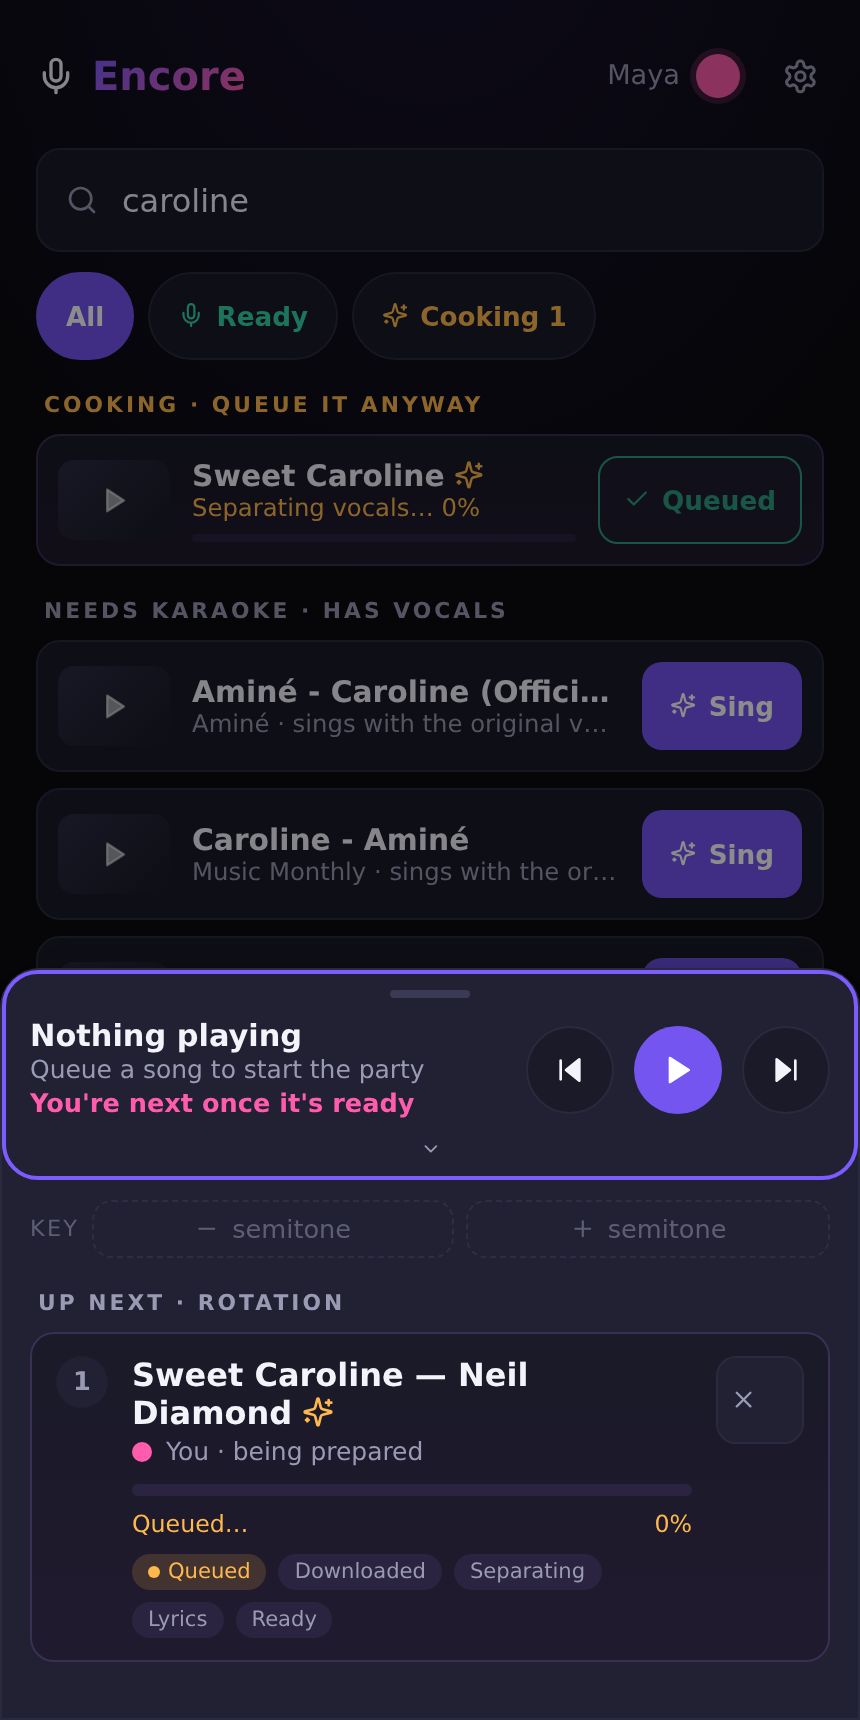 Encore
Maya
caroline
All
Ready
Cooking 1
COOKING · QUEUE IT ANYWAY
Sweet Caroline
Separating vocals… 0%
Queued
NEEDS KARAOKE · HAS VOCALS
Aminé - Caroline (Offici…
Aminé · sings with the original v…
Sing
Caroline - Aminé
Music Monthly · sings with the or…
Sing
Nothing playing
Queue a song to start the party
You're next once it's ready
KEY
− semitone
+ semitone
UP NEXT · ROTATION
1
Sweet Caroline — Neil
Diamond
You · being prepared
Queued…
0%
Queued
Downloaded
Separating
Lyrics
Ready